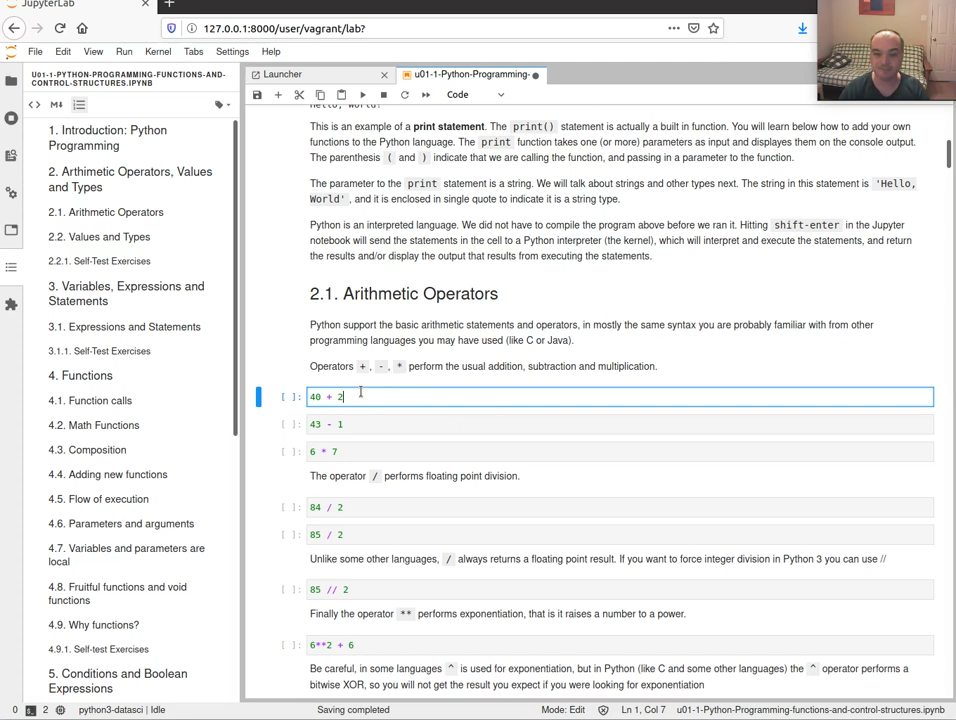 JupyterLab
127.0.0.1:8000/user/vagrant/lab?
File Edit View Run Kernel Tabs Settings Help
U01-1-PYTHON-PROGRAMMING-FUNCTIONS-AND-
CONTROL-STRUCTURES.IPYNB
1. Introduction: Python
Programming
2. Arthimetic Operators, Values
and Types
2.1. Arithmetic Operators
2.2. Values and Types
2.2.1. Self-Test Exercises
3. Variables, Expressions and
Statements
3.1. Expressions and Statements
3.1.1. Self-Test Exercises
4. Functions
4.1. Function calls
4.2. Math Functions
4.3. Composition
4.4. Adding new functions
4.5. Flow of execution
4.6. Parameters and arguments
4.7. Variables and parameters are
local
4.8. Fruitful functions and void
functions
4.9. Why functions?
4.9.1. Self-test Exercises
5. Conditions and Boolean
Expressions
Launcher
u01-1-Python-Programming-
Code
Hello, World!
This is an example of a print statement. The print() statement is actually a built in function. You will learn below how to add your own
functions to the Python language. The print function takes one (or more) parameters as input and displays them on the console output.
The parenthesis ( and ) indicate that we are calling the function, and passing in a parameter to the function.
The parameter to the print statement is a string. We will talk about strings and other types next. The string in this statement is 'Hello,
World', and it is enclosed in single quote to indicate it is a string type.
Python is an interpreted language. We did not have to compile the program above before we ran it. Hitting shift-enter in the Jupyter
notebook will send the statements in the cell to a Python interpreter (the kernel), which will interpret and execute the statements, and return
the results and/or display the output that results from executing the statements.
2.1. Arithmetic Operators
Python support the basic arithmetic statements and operators, in mostly the same syntax you are probably familiar with from other
programming languages you may have used (like C or Java).
Operators +, -, * perform the usual addition, subtraction and multiplication.
[ ]: 40 + 2
[ ]: 43 - 1
[ ]: 6 * 7
The operator / performs floating point division.
[ ]: 84 / 2
[ ]: 85 / 2
Unlike some other languages, / always returns a floating point result. If you want to force integer division in Python 3 you can use //
[ ]: 85 // 2
Finally the operator ** performs exponentiation, that is it raises a number to a power.
[ ]: 6**2 + 6
Be careful, in some languages ^ is used for exponentiation, but in Python (like C and some other languages) the ^ operator performs a
bitwise XOR, so you will not get the result you expect if you were looking for exponentiation
0 2 python3-datasci | Idle Saving completed Mode: Edit Ln 1, Col 7 u01-1-Python-Programming-functions-and-control-structures.ipynb